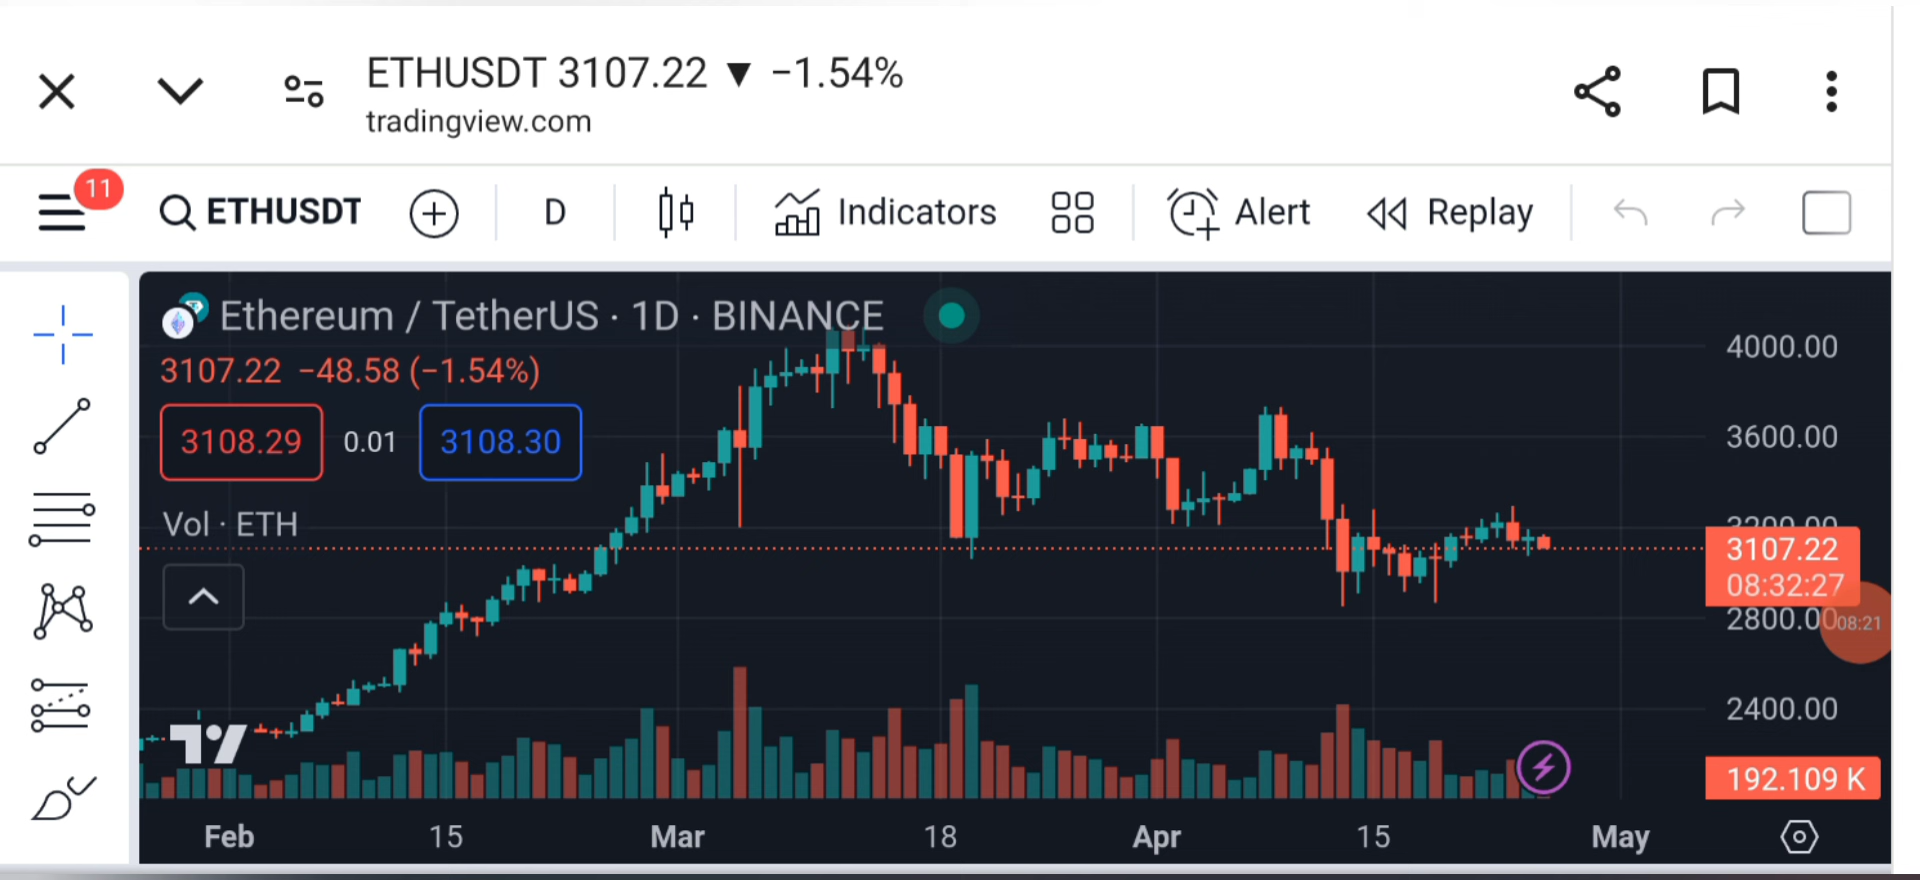 ETHUSDT 3107.22 ▼ −1.54%
tradingview.com
11
ETHUSDT
D
Indicators
Alert
Replay
Ethereum / TetherUS · 1D · BINANCE
3107.22 −48.58 (−1.54%)
3108.29 0.01 3108.30
Vol · ETH
4000.00
3600.00
3200.00
3107.22
08:32:27
2800.00
08:21
2400.00
192.109 K
Feb 15 Mar 18 Apr 15 May